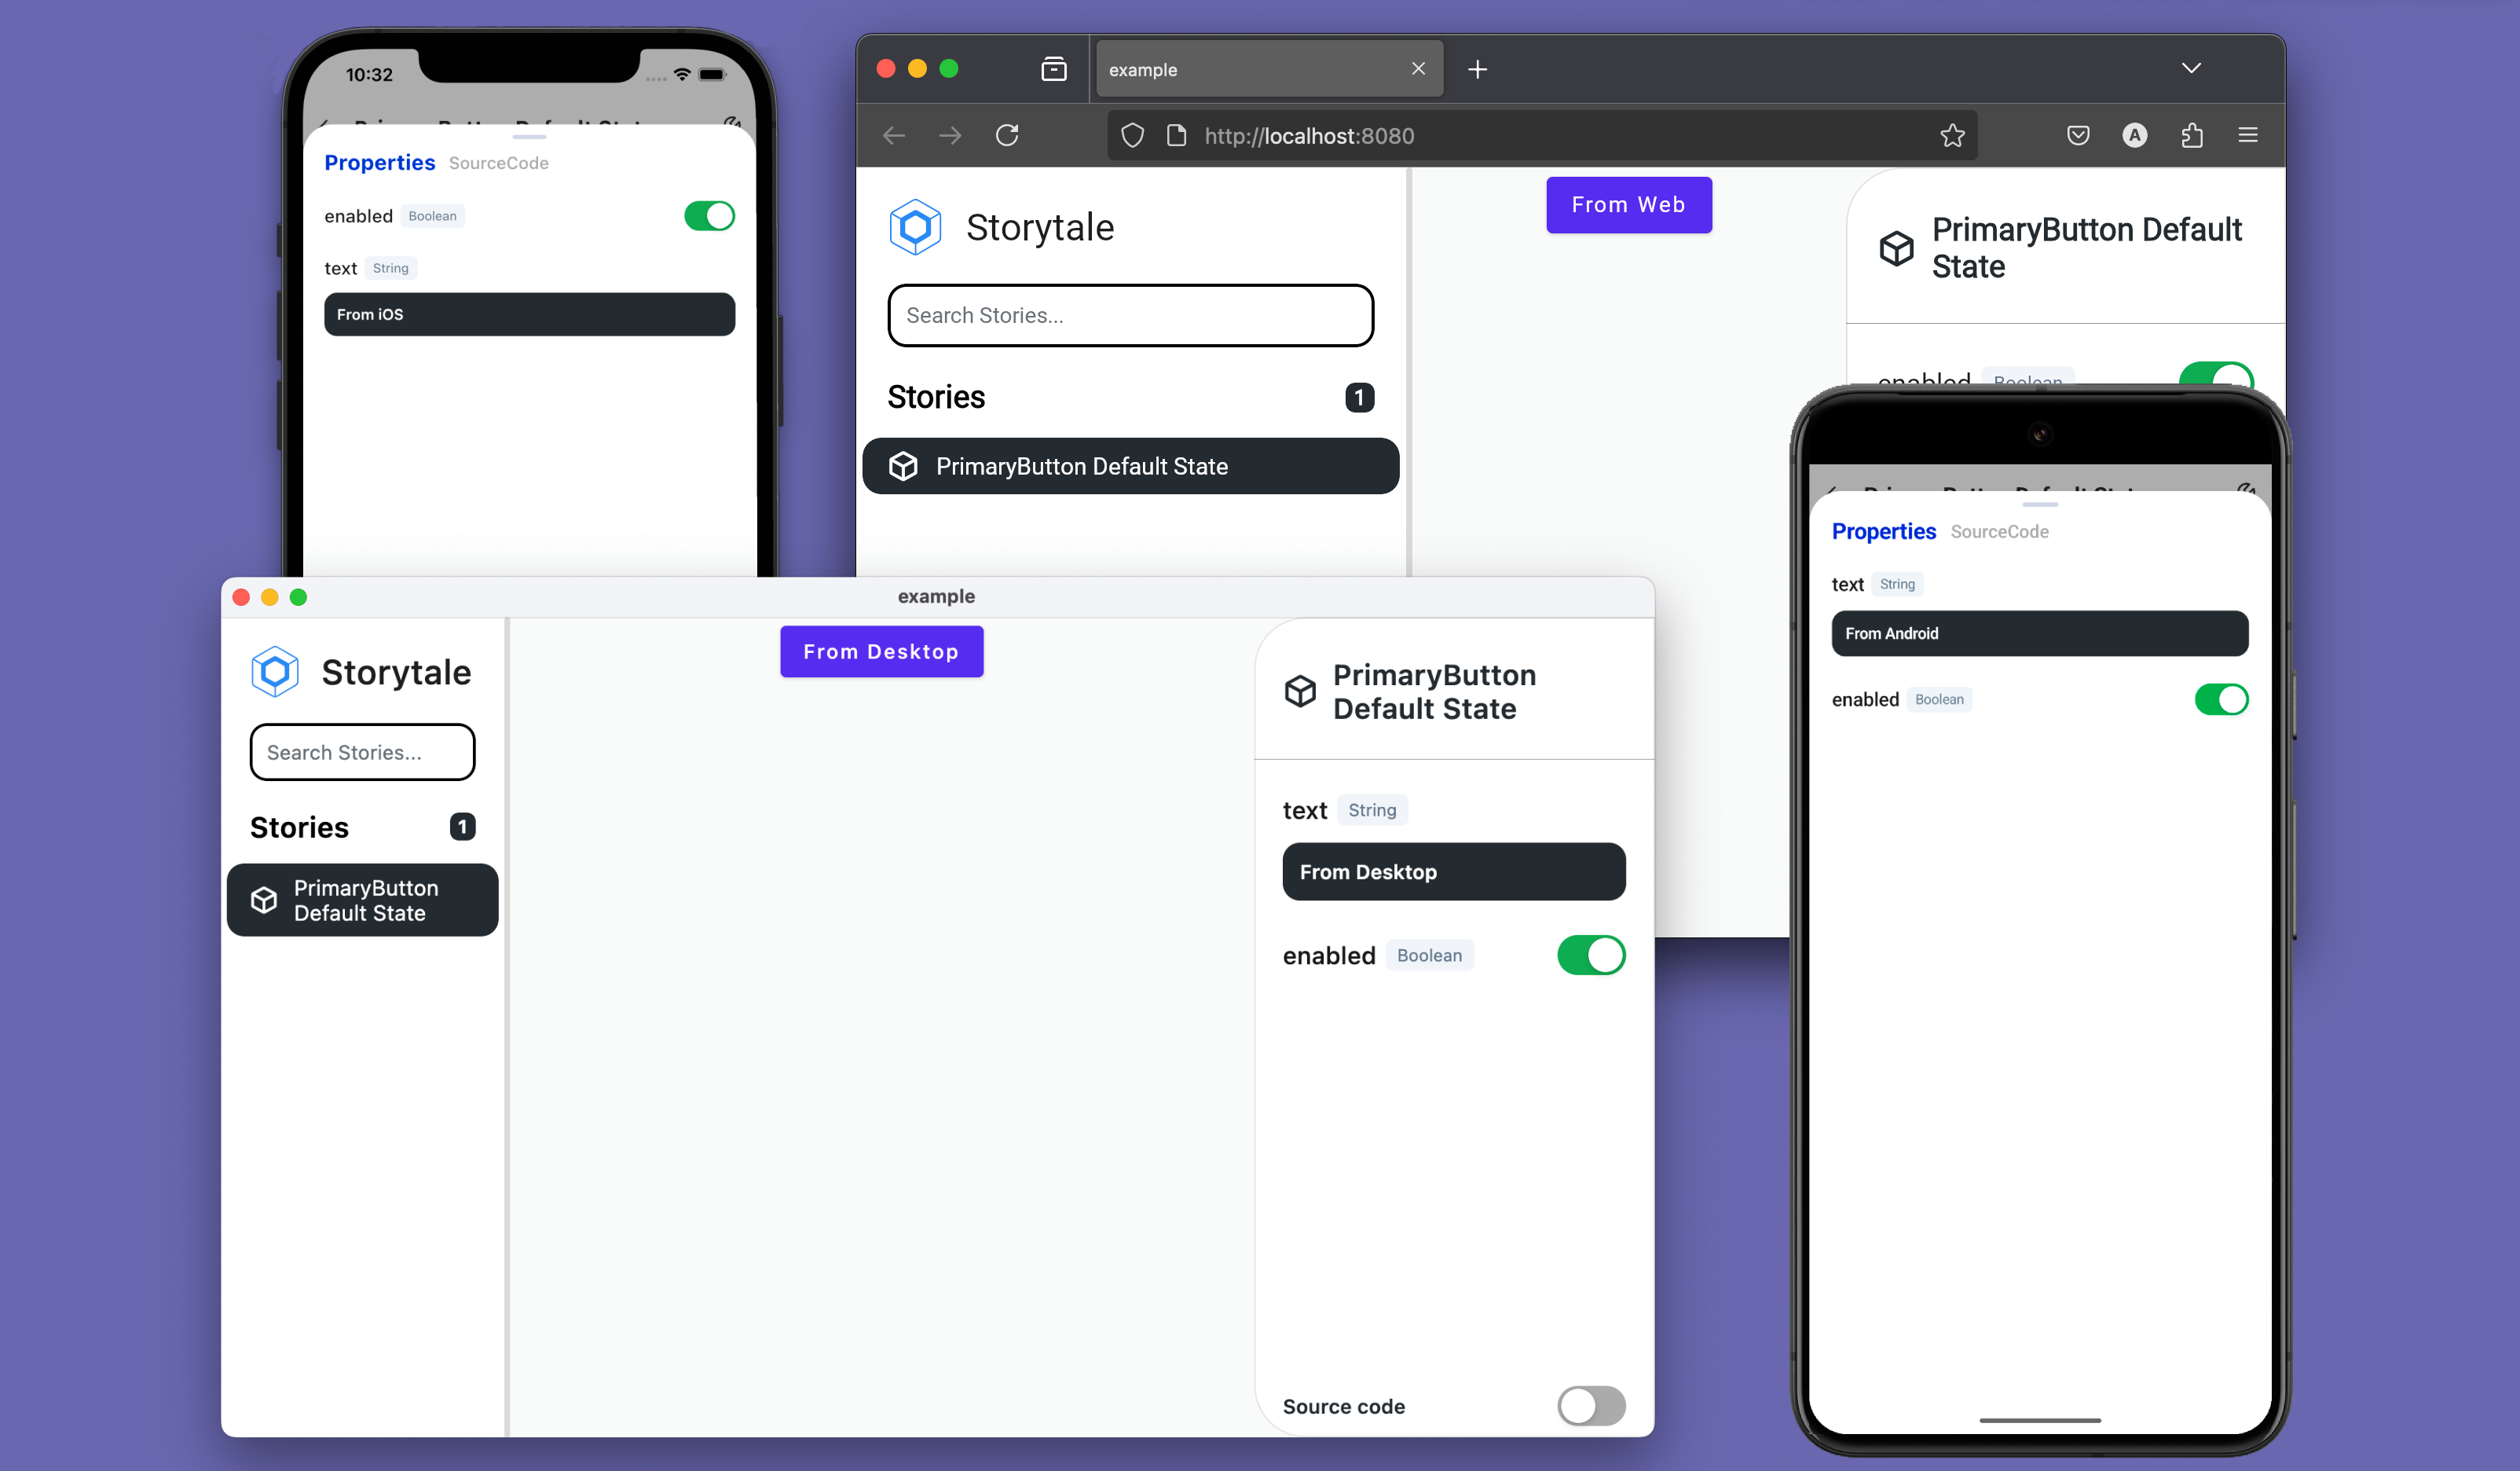 10:32
Properties SourceCode
enabled Boolean
text String
From iOS
example
http://localhost:8080
Storytale
Search Stories...
Stories 1
PrimaryButton Default State
From Web
PrimaryButton Default
State
enabled Boolean
A
example
Storytale
Search Stories...
Stories 1
PrimaryButton
Default State
From Desktop
PrimaryButton
Default State
text String
From Desktop
enabled Boolean
Source code
Properties SourceCode
text String
From Android
enabled Boolean